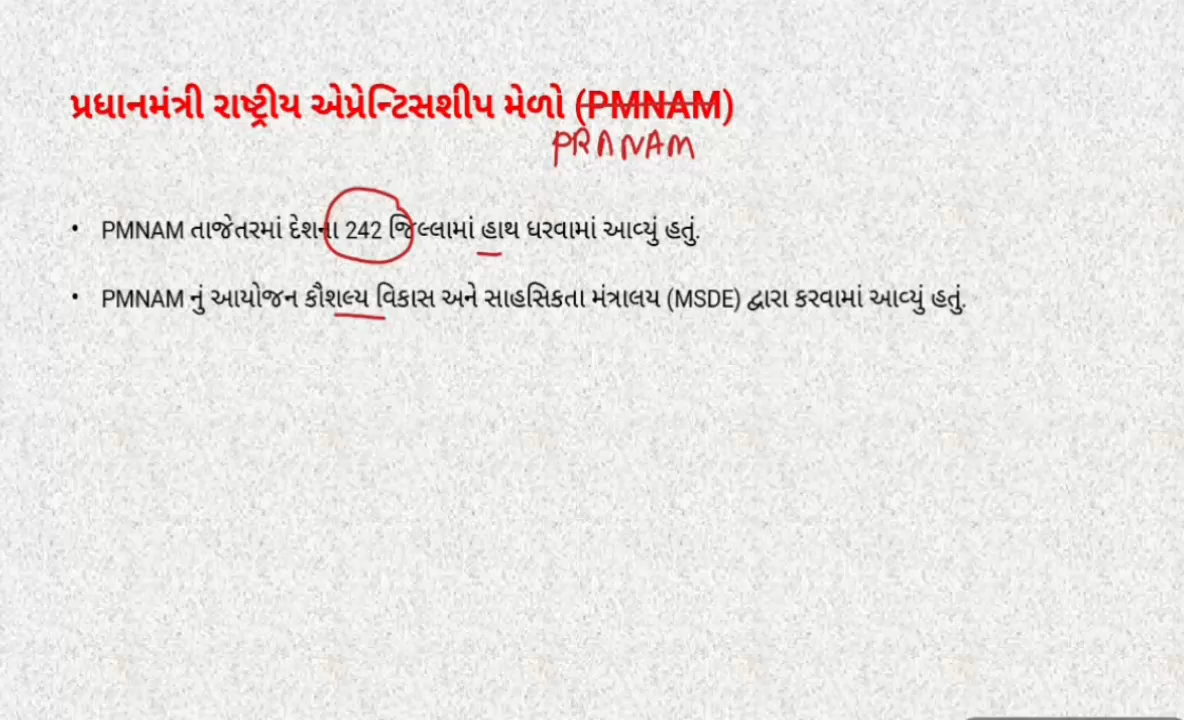 પ્રધાનમંત્રી રાષ્ટ્રીય એપ્રેન્ટિસશીપ મેળો (PMNAM)
PRANAM
• PMNAM તાજેતરમાં દેશના 242 જિલ્લામાં હાથ ધરવામાં આવ્યું હતું.
• PMNAM નું આયોજન કૌશલ્ય વિકાસ અને સાહસિકતા મંત્રાલય (MSDE) દ્વારા કરવામાં આવ્યું હતું.